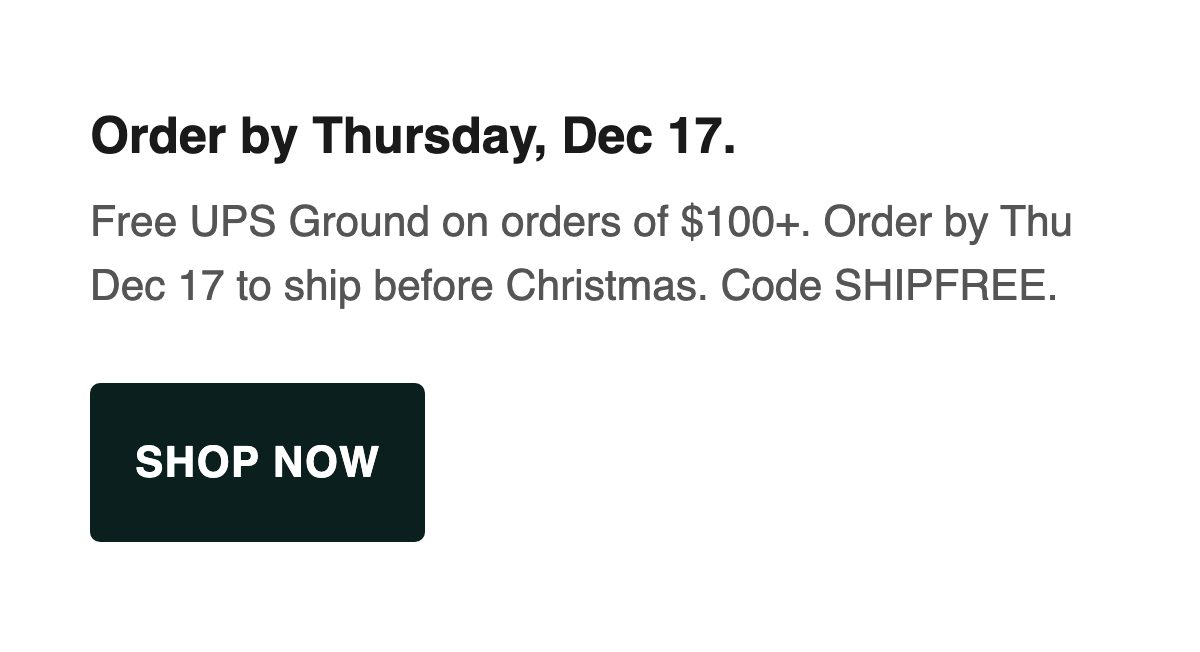 Order by Thursday, Dec 17.
Free UPS Ground on orders of $100+. Order by Thu
Dec 17 to ship before Christmas. Code SHIPFREE.
SHOP NOW